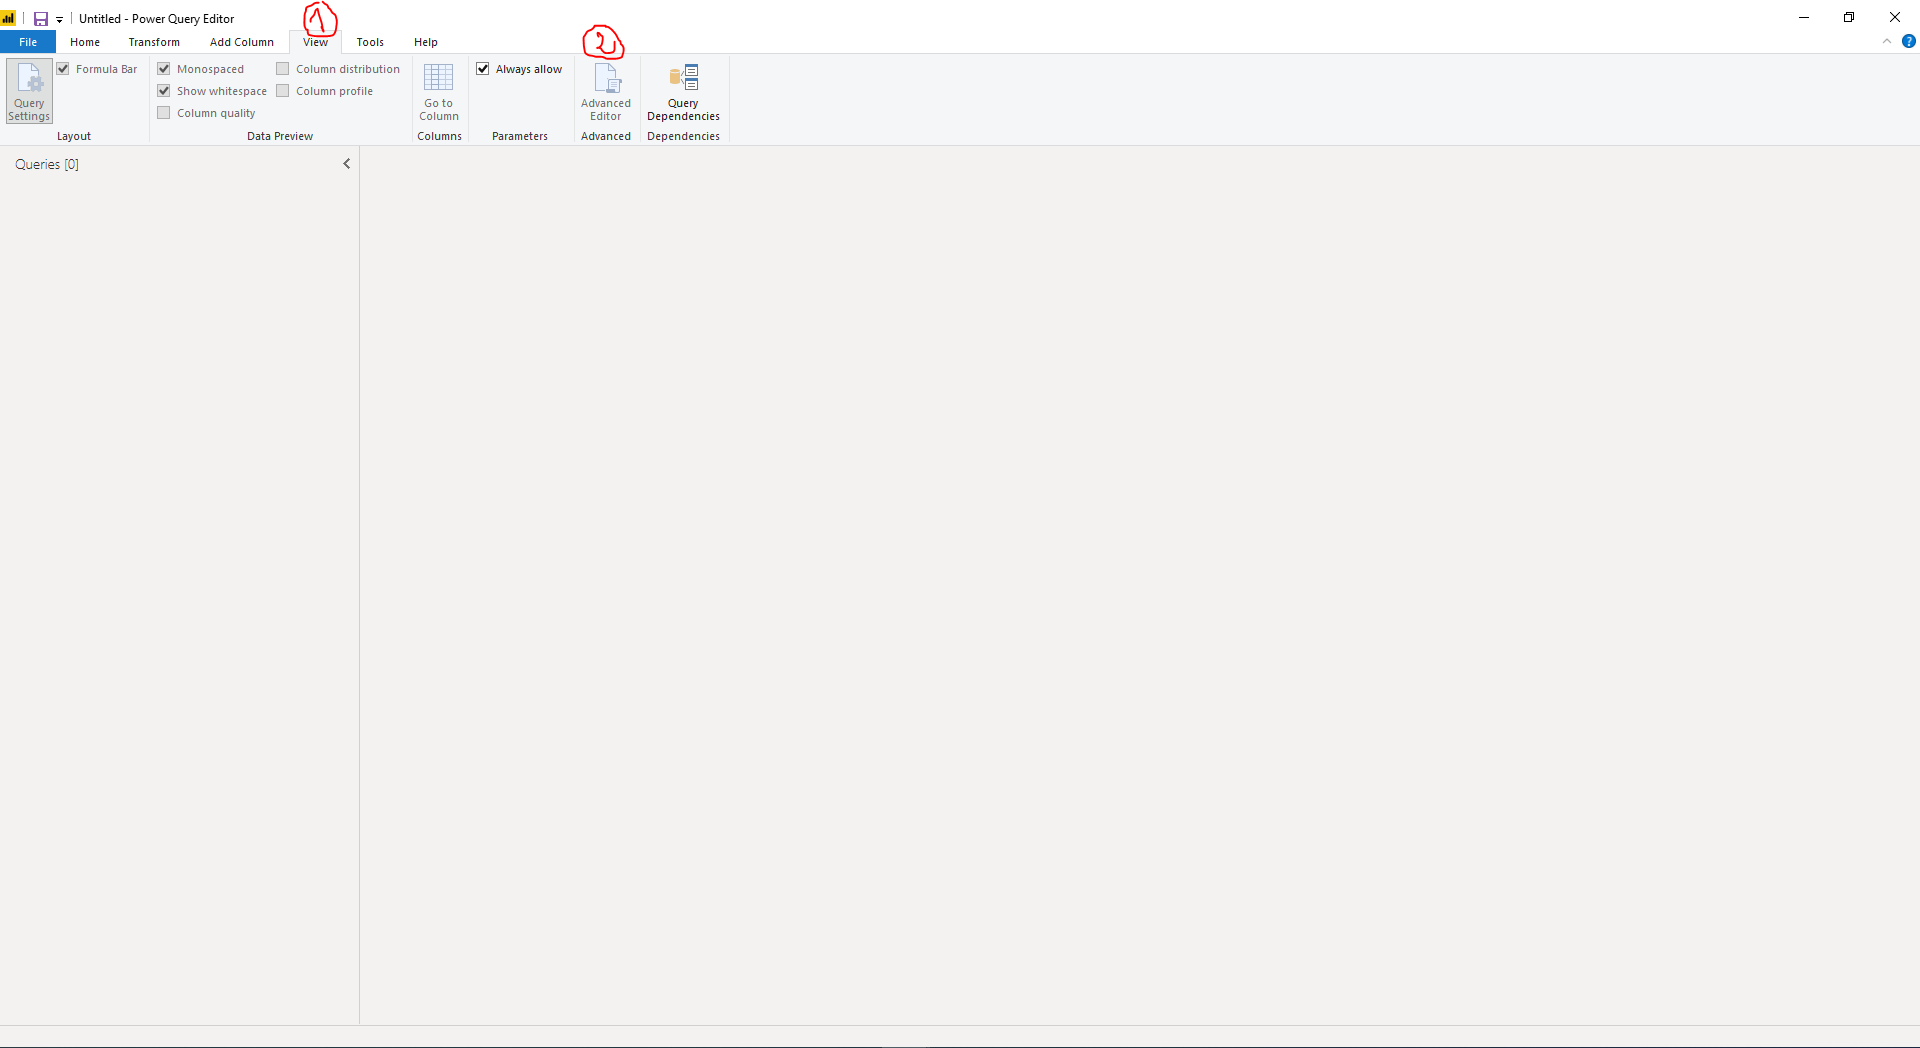 Untitled - Power Query Editor
1
File Home Transform Add Column View Tools Help
2
Formula Bar Monospaced Column distribution Always allow
Show whitespace Column profile
Column quality
Query Settings
Go to Column
Advanced Editor
Query Dependencies
Layout Data Preview Columns Parameters Advanced Dependencies
Queries [0]
?